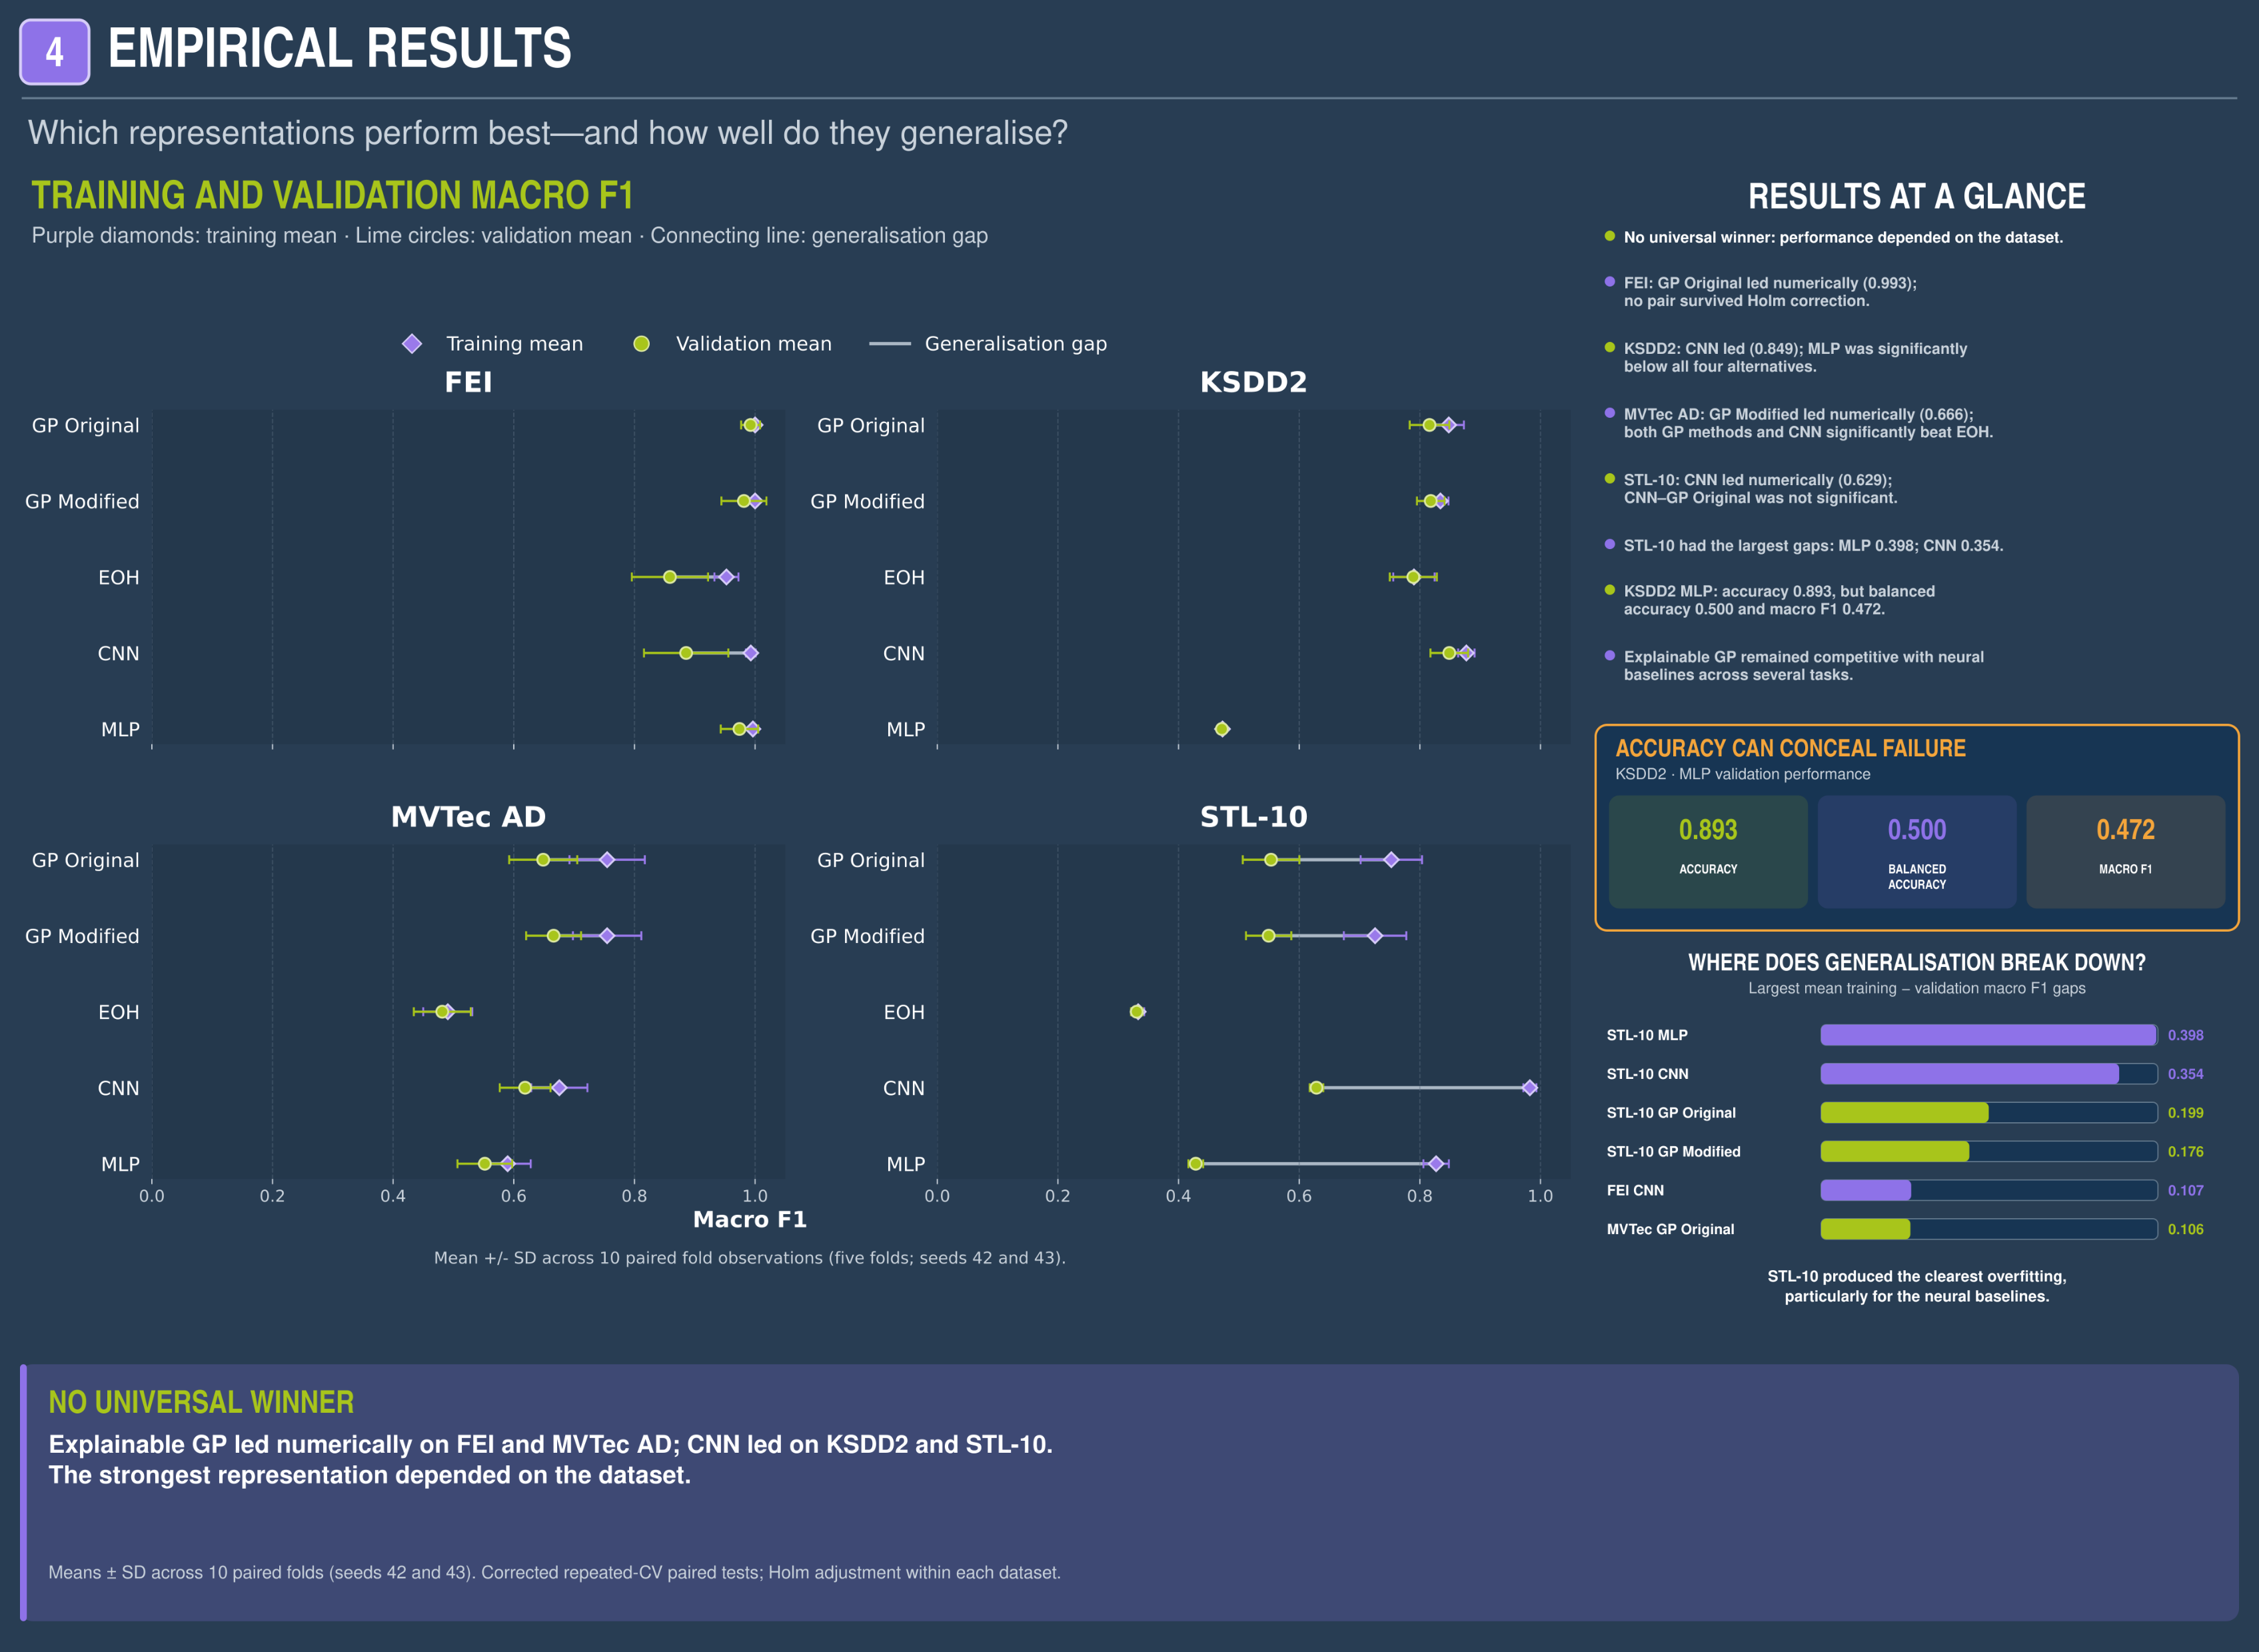 4 EMPIRICAL RESULTS
Which representations perform best—and how well do they generalise?
TRAINING AND VALIDATION MACRO F1
Purple diamonds: training mean · Lime circles: validation mean · Connecting line: generalisation gap
Training mean
Validation mean
Generalisation gap
FEI
GP Original
GP Modified
EOH
CNN
MLP
KSDD2
GP Original
GP Modified
EOH
CNN
MLP
MVTec AD
GP Original
GP Modified
EOH
CNN
MLP
0.0 0.2 0.4 0.6 0.8 1.0
STL-10
GP Original
GP Modified
EOH
CNN
MLP
0.0 0.2 0.4 0.6 0.8 1.0
Macro F1
Mean +/- SD across 10 paired fold observations (five folds; seeds 42 and 43).
RESULTS AT A GLANCE
No universal winner: performance depended on the dataset.
FEI: GP Original led numerically (0.993);
no pair survived Holm correction.
KSDD2: CNN led (0.849); MLP was significantly
below all four alternatives.
MVTec AD: GP Modified led numerically (0.666);
both GP methods and CNN significantly beat EOH.
STL-10: CNN led numerically (0.629);
CNN–GP Original was not significant.
STL-10 had the largest gaps: MLP 0.398; CNN 0.354.
KSDD2 MLP: accuracy 0.893, but balanced
accuracy 0.500 and macro F1 0.472.
Explainable GP remained competitive with neural
baselines across several tasks.
ACCURACY CAN CONCEAL FAILURE
KSDD2 · MLP validation performance
0.893
ACCURACY
0.500
BALANCED
ACCURACY
0.472
MACRO F1
WHERE DOES GENERALISATION BREAK DOWN?
Largest mean training – validation macro F1 gaps
STL-10 MLP 0.398
STL-10 CNN 0.354
STL-10 GP Original 0.199
STL-10 GP Modified 0.176
FEI CNN 0.107
MVTec GP Original 0.106
STL-10 produced the clearest overfitting,
particularly for the neural baselines.
NO UNIVERSAL WINNER
Explainable GP led numerically on FEI and MVTec AD; CNN led on KSDD2 and STL-10.
The strongest representation depended on the dataset.
Means ± SD across 10 paired folds (seeds 42 and 43). Corrected repeated-CV paired tests; Holm adjustment within each dataset.